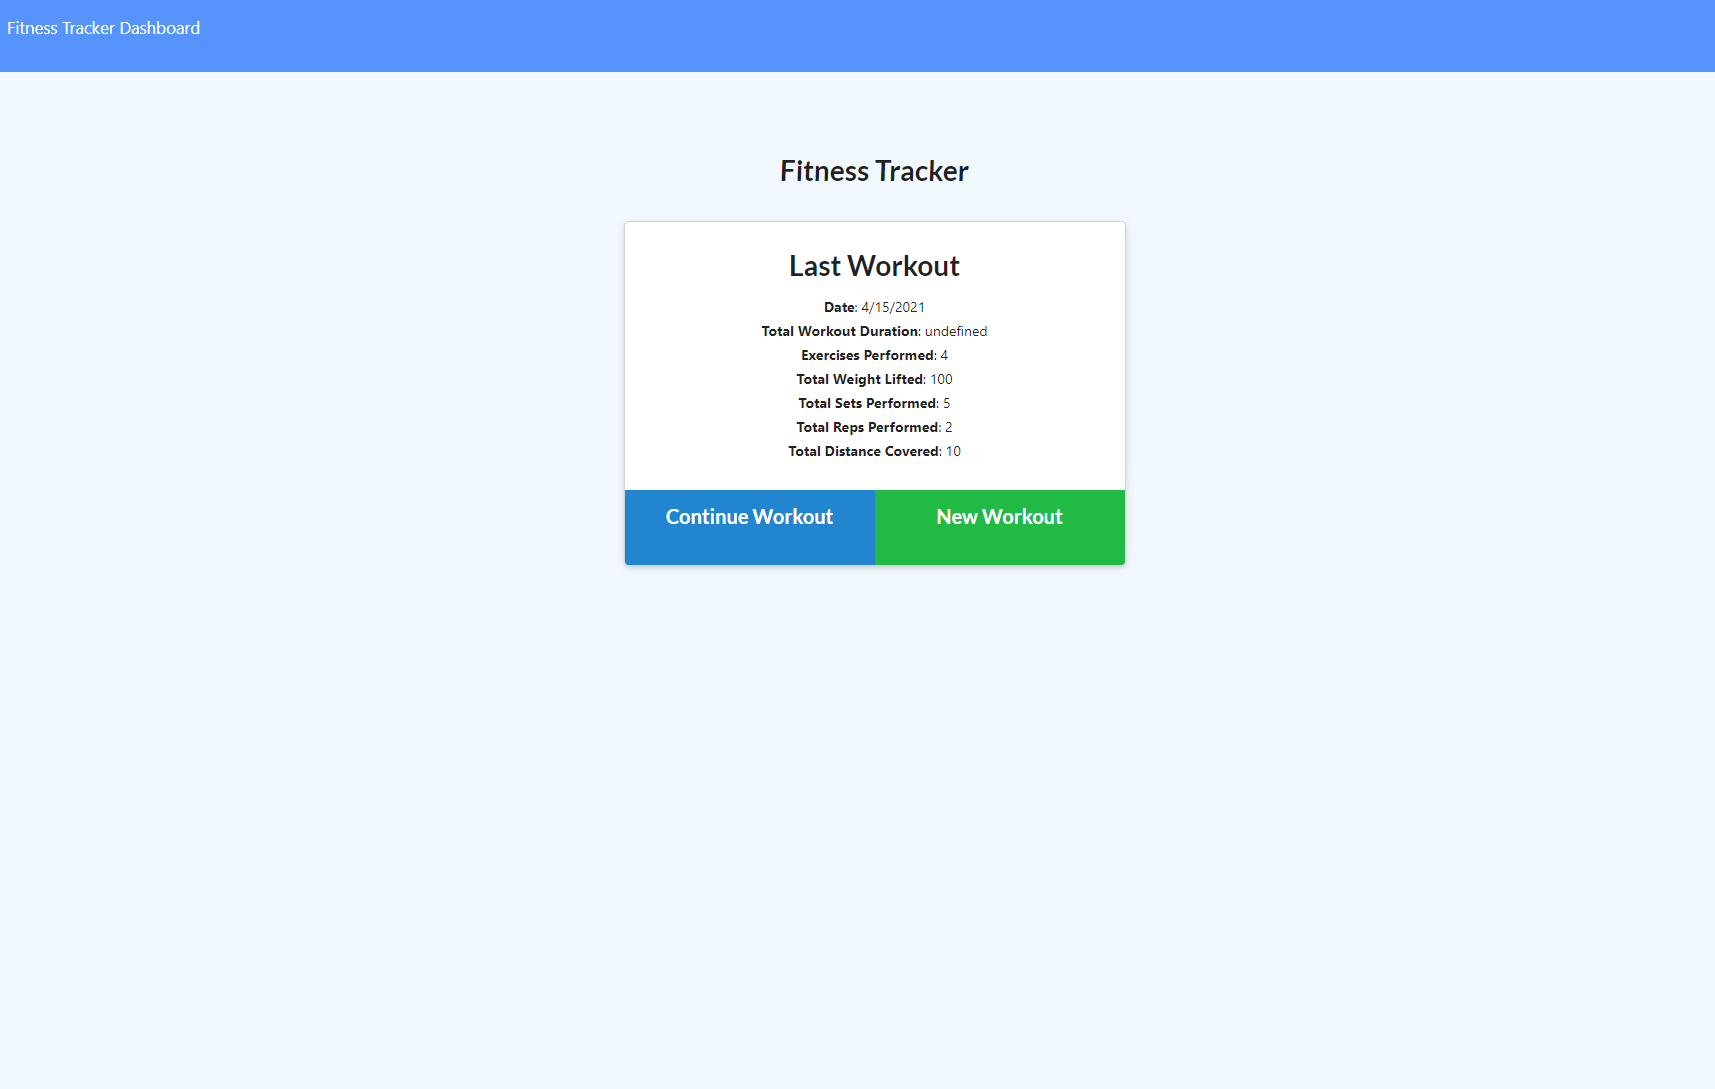 Fitness Tracker Dashboard
Fitness Tracker
Last Workout
Date: 4/15/2021
Total Workout Duration: undefined
Exercises Performed: 4
Total Weight Lifted: 100
Total Sets Performed: 5
Total Reps Performed: 2
Total Distance Covered: 10
Continue Workout
New Workout